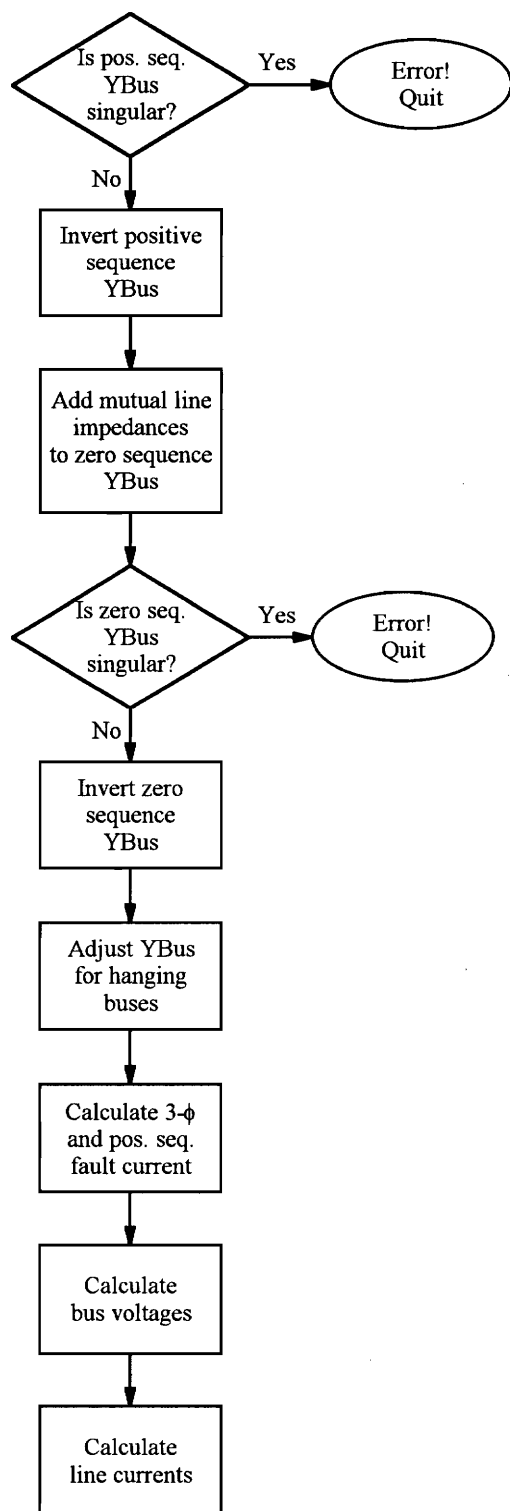 Is pos. seq.
YBus
singular?
Yes
Error!
Quit
No
Invert positive
sequence
YBus
Add mutual line
impedances
to zero sequence
YBus
Is zero seq.
YBus
singular?
Yes
Error!
Quit
No
Invert zero
sequence
YBus
Adjust YBus
for hanging
buses
Calculate 3-ϕ
and pos. seq.
fault current
Calculate
bus voltages
Calculate
line currents